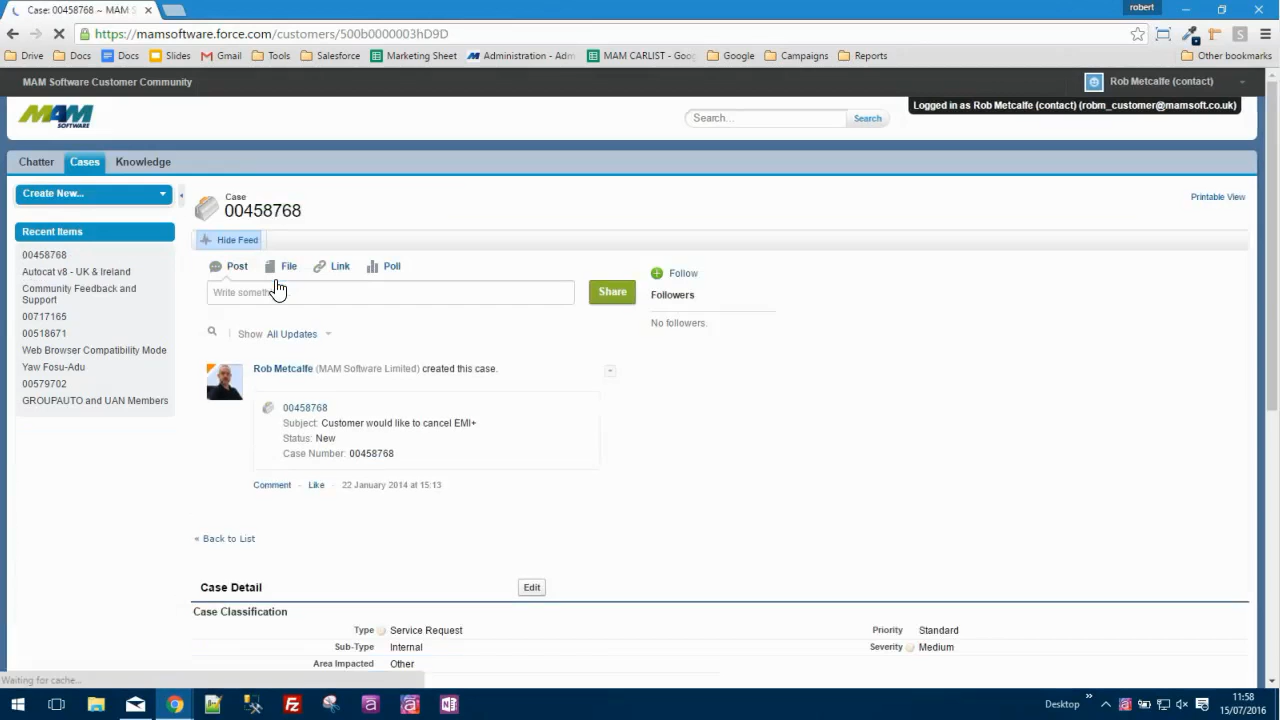 Case: 00458768 ~ MAM S
robert
https://mamsoftware.force.com/customers/500b0000003hD9D
Drive
Docs
Docs
Slides
Gmail
Tools
Salesforce
Marketing Sheet
Administration - Adm
MAM CARLIST - Goog
Google
Campaigns
Reports
Other bookmarks
MAM Software Customer Community
Rob Metcalfe (contact)
MAM
SOFTWARE
Search...
Search
Logged in as Rob Metcalfe (contact) (robm_customer@mamsoft.co.uk)
Chatter
Cases
Knowledge
Create New...
Recent Items
00458768
Autocat v8 - UK & Ireland
Community Feedback and
Support
00717165
00518671
Web Browser Compatibility Mode
Yaw Fosu-Adu
00579702
GROUPAUTO and UAN Members
Case
00458768
Printable View
Hide Feed
Post
File
Link
Poll
Write someth
Share
Follow
Followers
No followers.
Show All Updates
Rob Metcalfe (MAM Software Limited) created this case.
00458768
Subject: Customer would like to cancel EMI+
Status: New
Case Number: 00458768
Comment - Like - 22 January 2014 at 15:13
« Back to List
Case Detail
Edit
Case Classification
Type Service Request
Priority Standard
Sub-Type Internal
Severity Medium
Area Impacted Other
Waiting for cache...
Desktop
11:58
15/07/2016